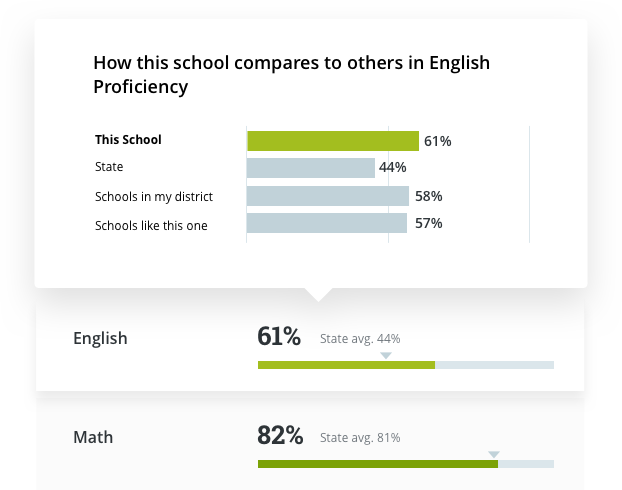 How this school compares to others in English
Proficiency
This School 61%
State 44%
Schools in my district 58%
Schools like this one 57%
English 61% State avg. 44%
Math 82% State avg. 81%